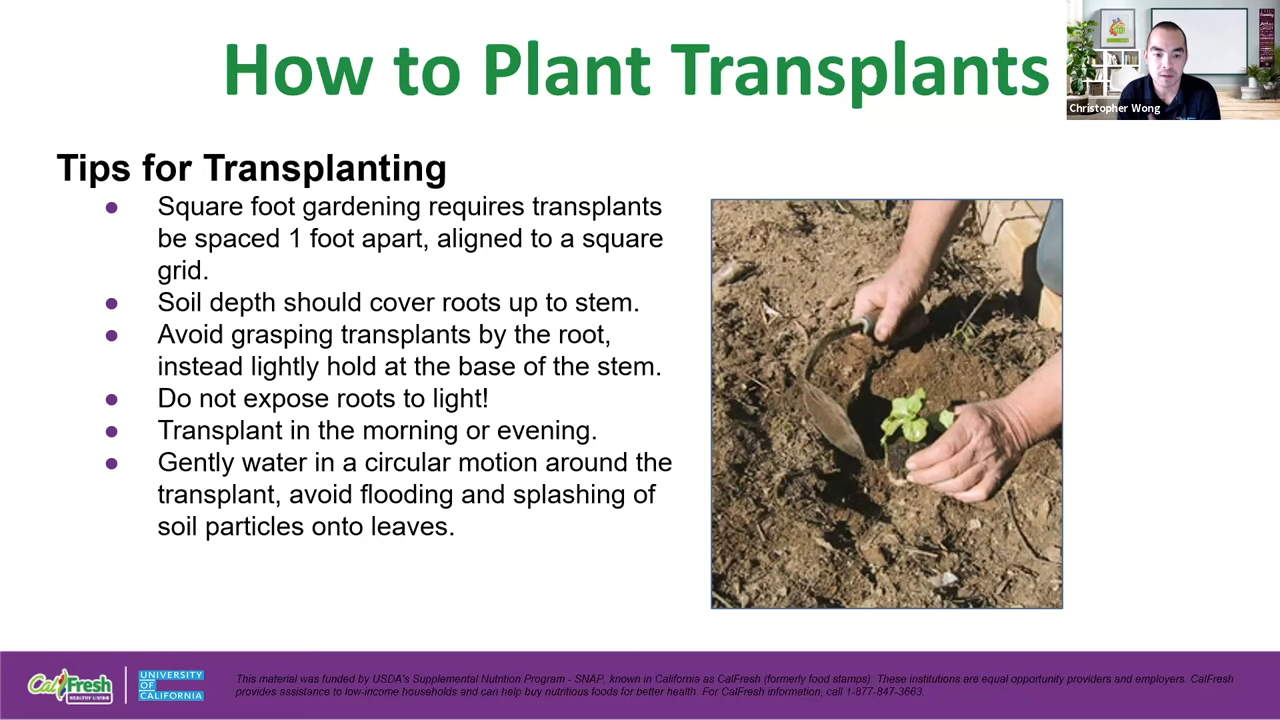 How to Plant Transplants
Christopher Wong
Tips for Transplanting
● Square foot gardening requires transplants
be spaced 1 foot apart, aligned to a square
grid.
● Soil depth should cover roots up to stem.
● Avoid grasping transplants by the root,
instead lightly hold at the base of the stem.
● Do not expose roots to light!
● Transplant in the morning or evening.
● Gently water in a circular motion around the
transplant, avoid flooding and splashing of
soil particles onto leaves.
CalFresh
HEALTHY LIVING
UNIVERSITY
OF
CALIFORNIA
This material was funded by USDA's Supplemental Nutrition Program - SNAP, known in California as CalFresh (formerly food stamps). These institutions are equal opportunity providers and employers. CalFresh
provides assistance to low-income households and can help buy nutritious foods for better health. For CalFresh information, call 1-877-847-3663.